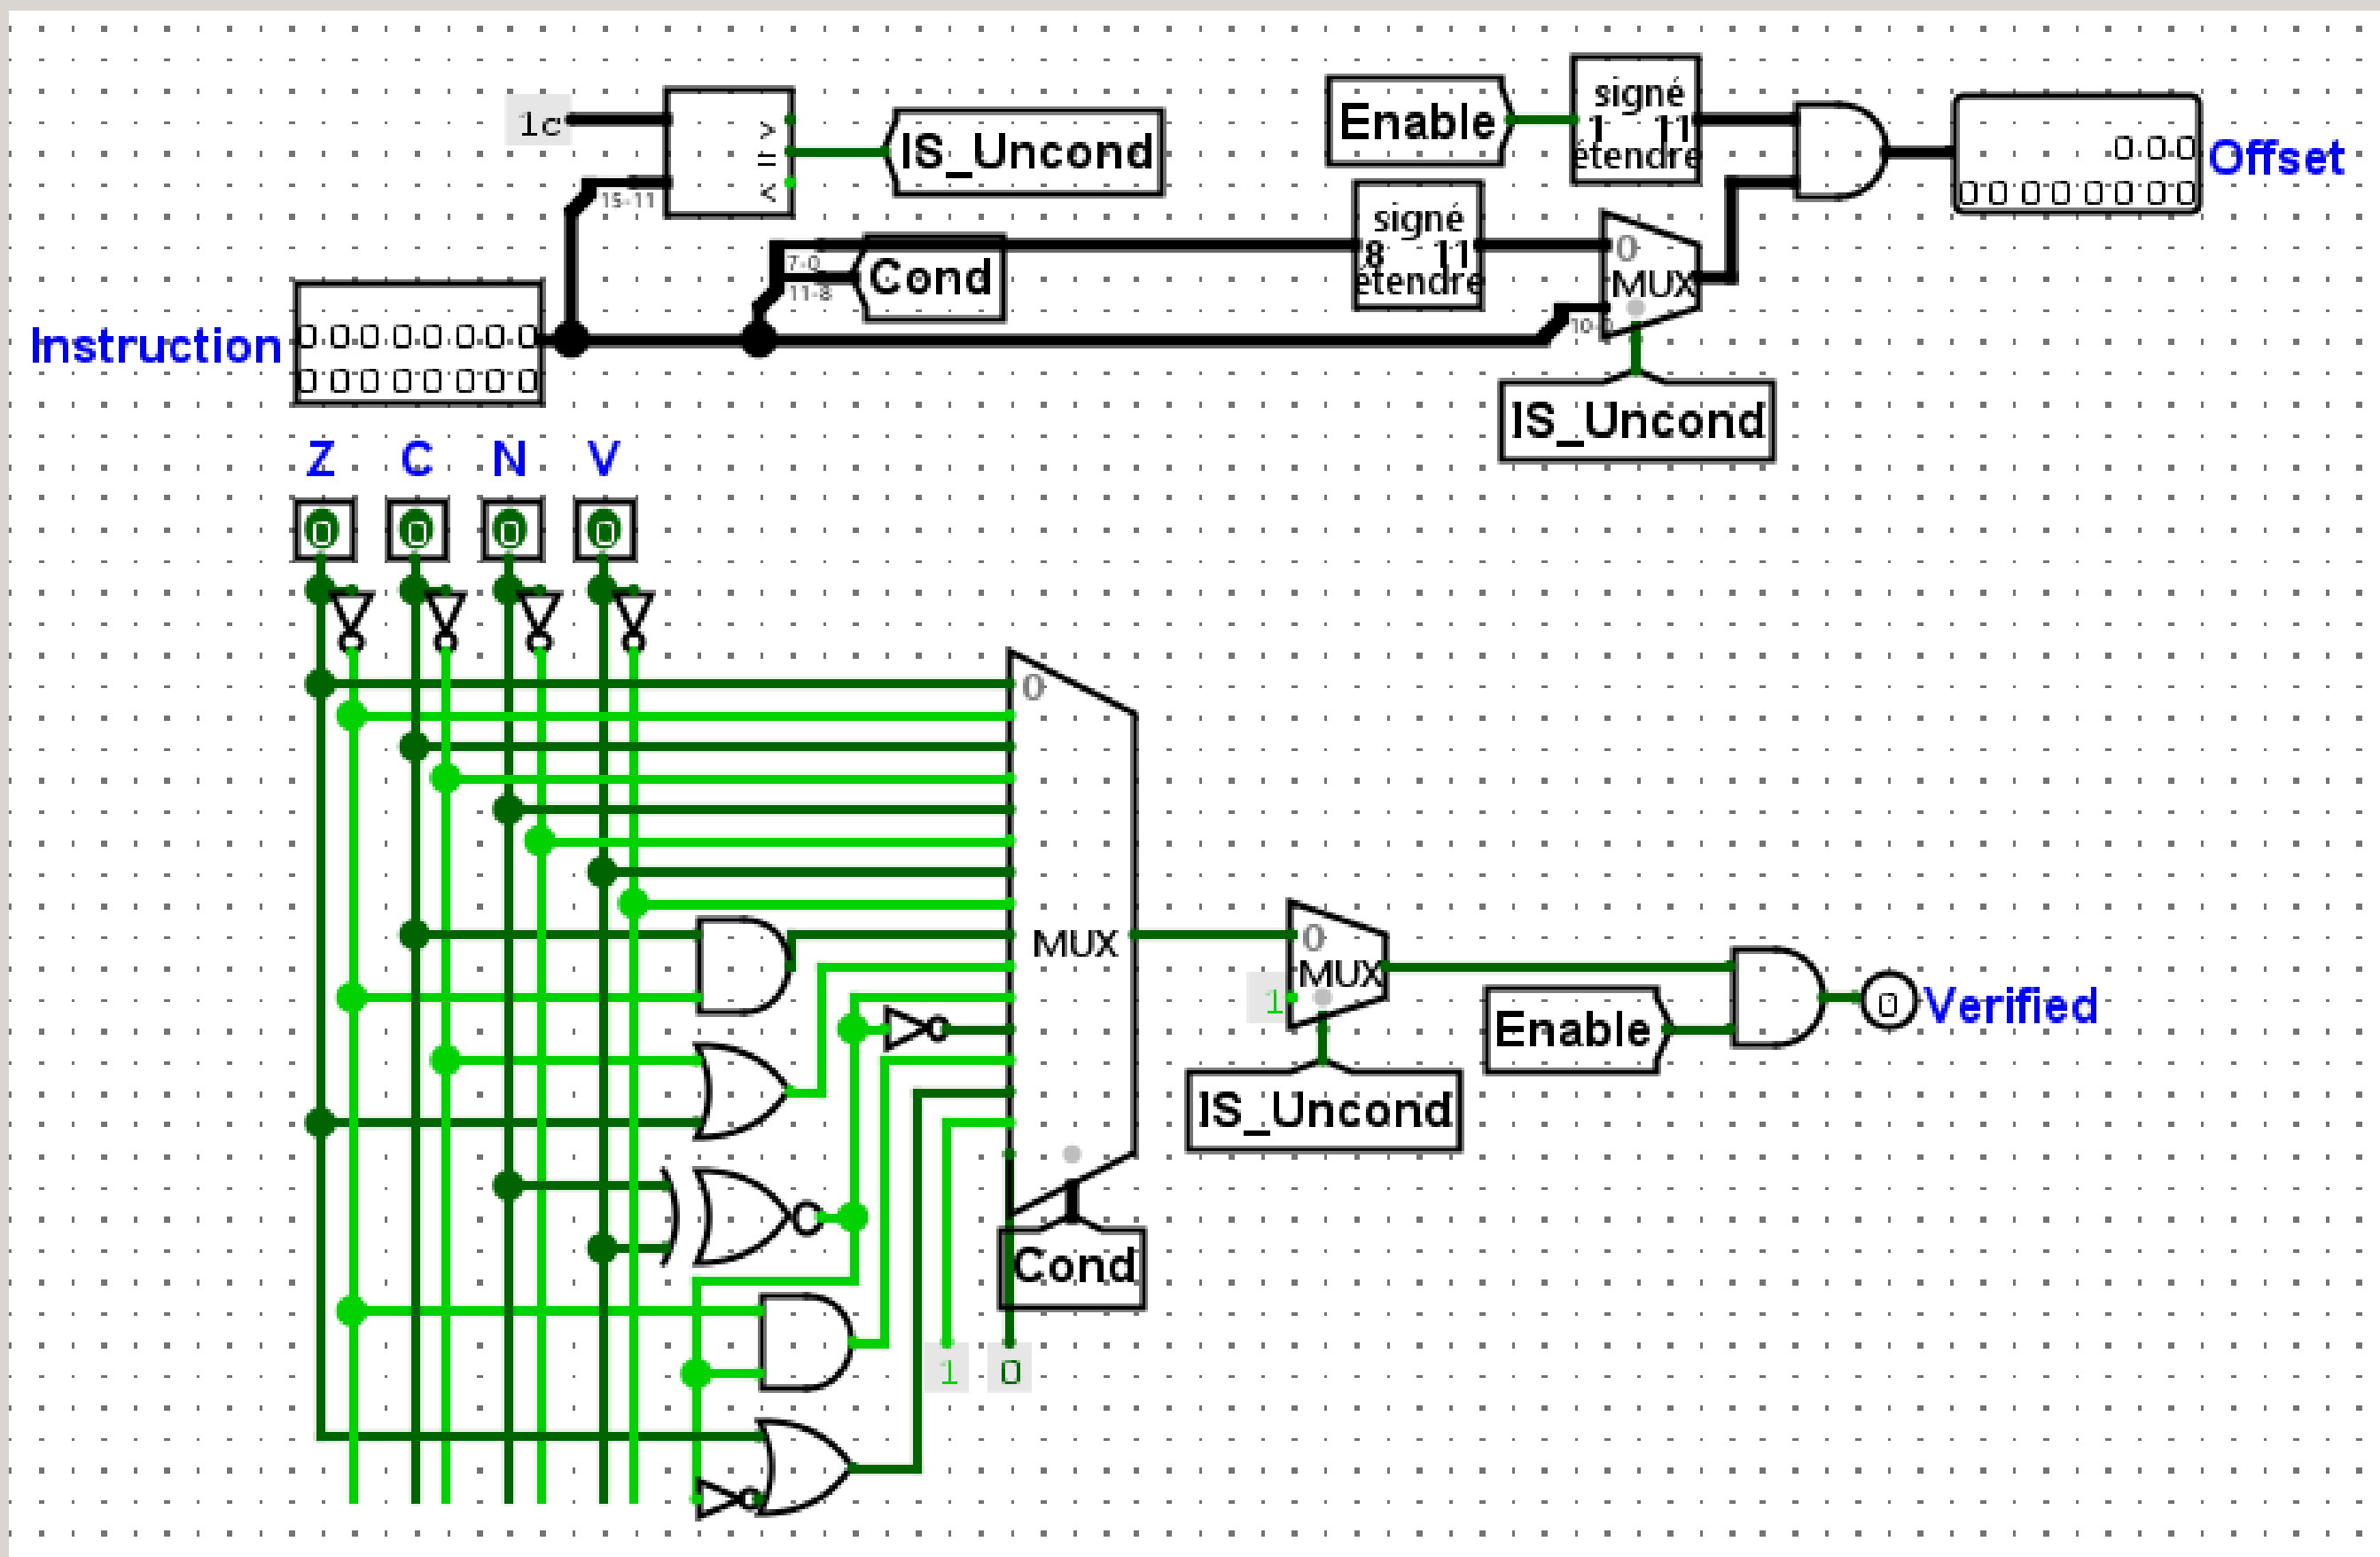 1c
>
=
<
15-11
IS_Uncond
Enable
signé
1 11
étendre
0 0 0
0 0 0 0 0 0 0 0
Offset
7-0
11-8
Cond
signé
8 11
étendre
0
MUX
10-0
IS_Uncond
Instruction
0 0 0 0 0 0 0 0
0 0 0 0 0 0 0 0
Z C N V
0 0 0 0
0
MUX
Cond
1 0
0
MUX
1
IS_Uncond
Enable
0
Verified